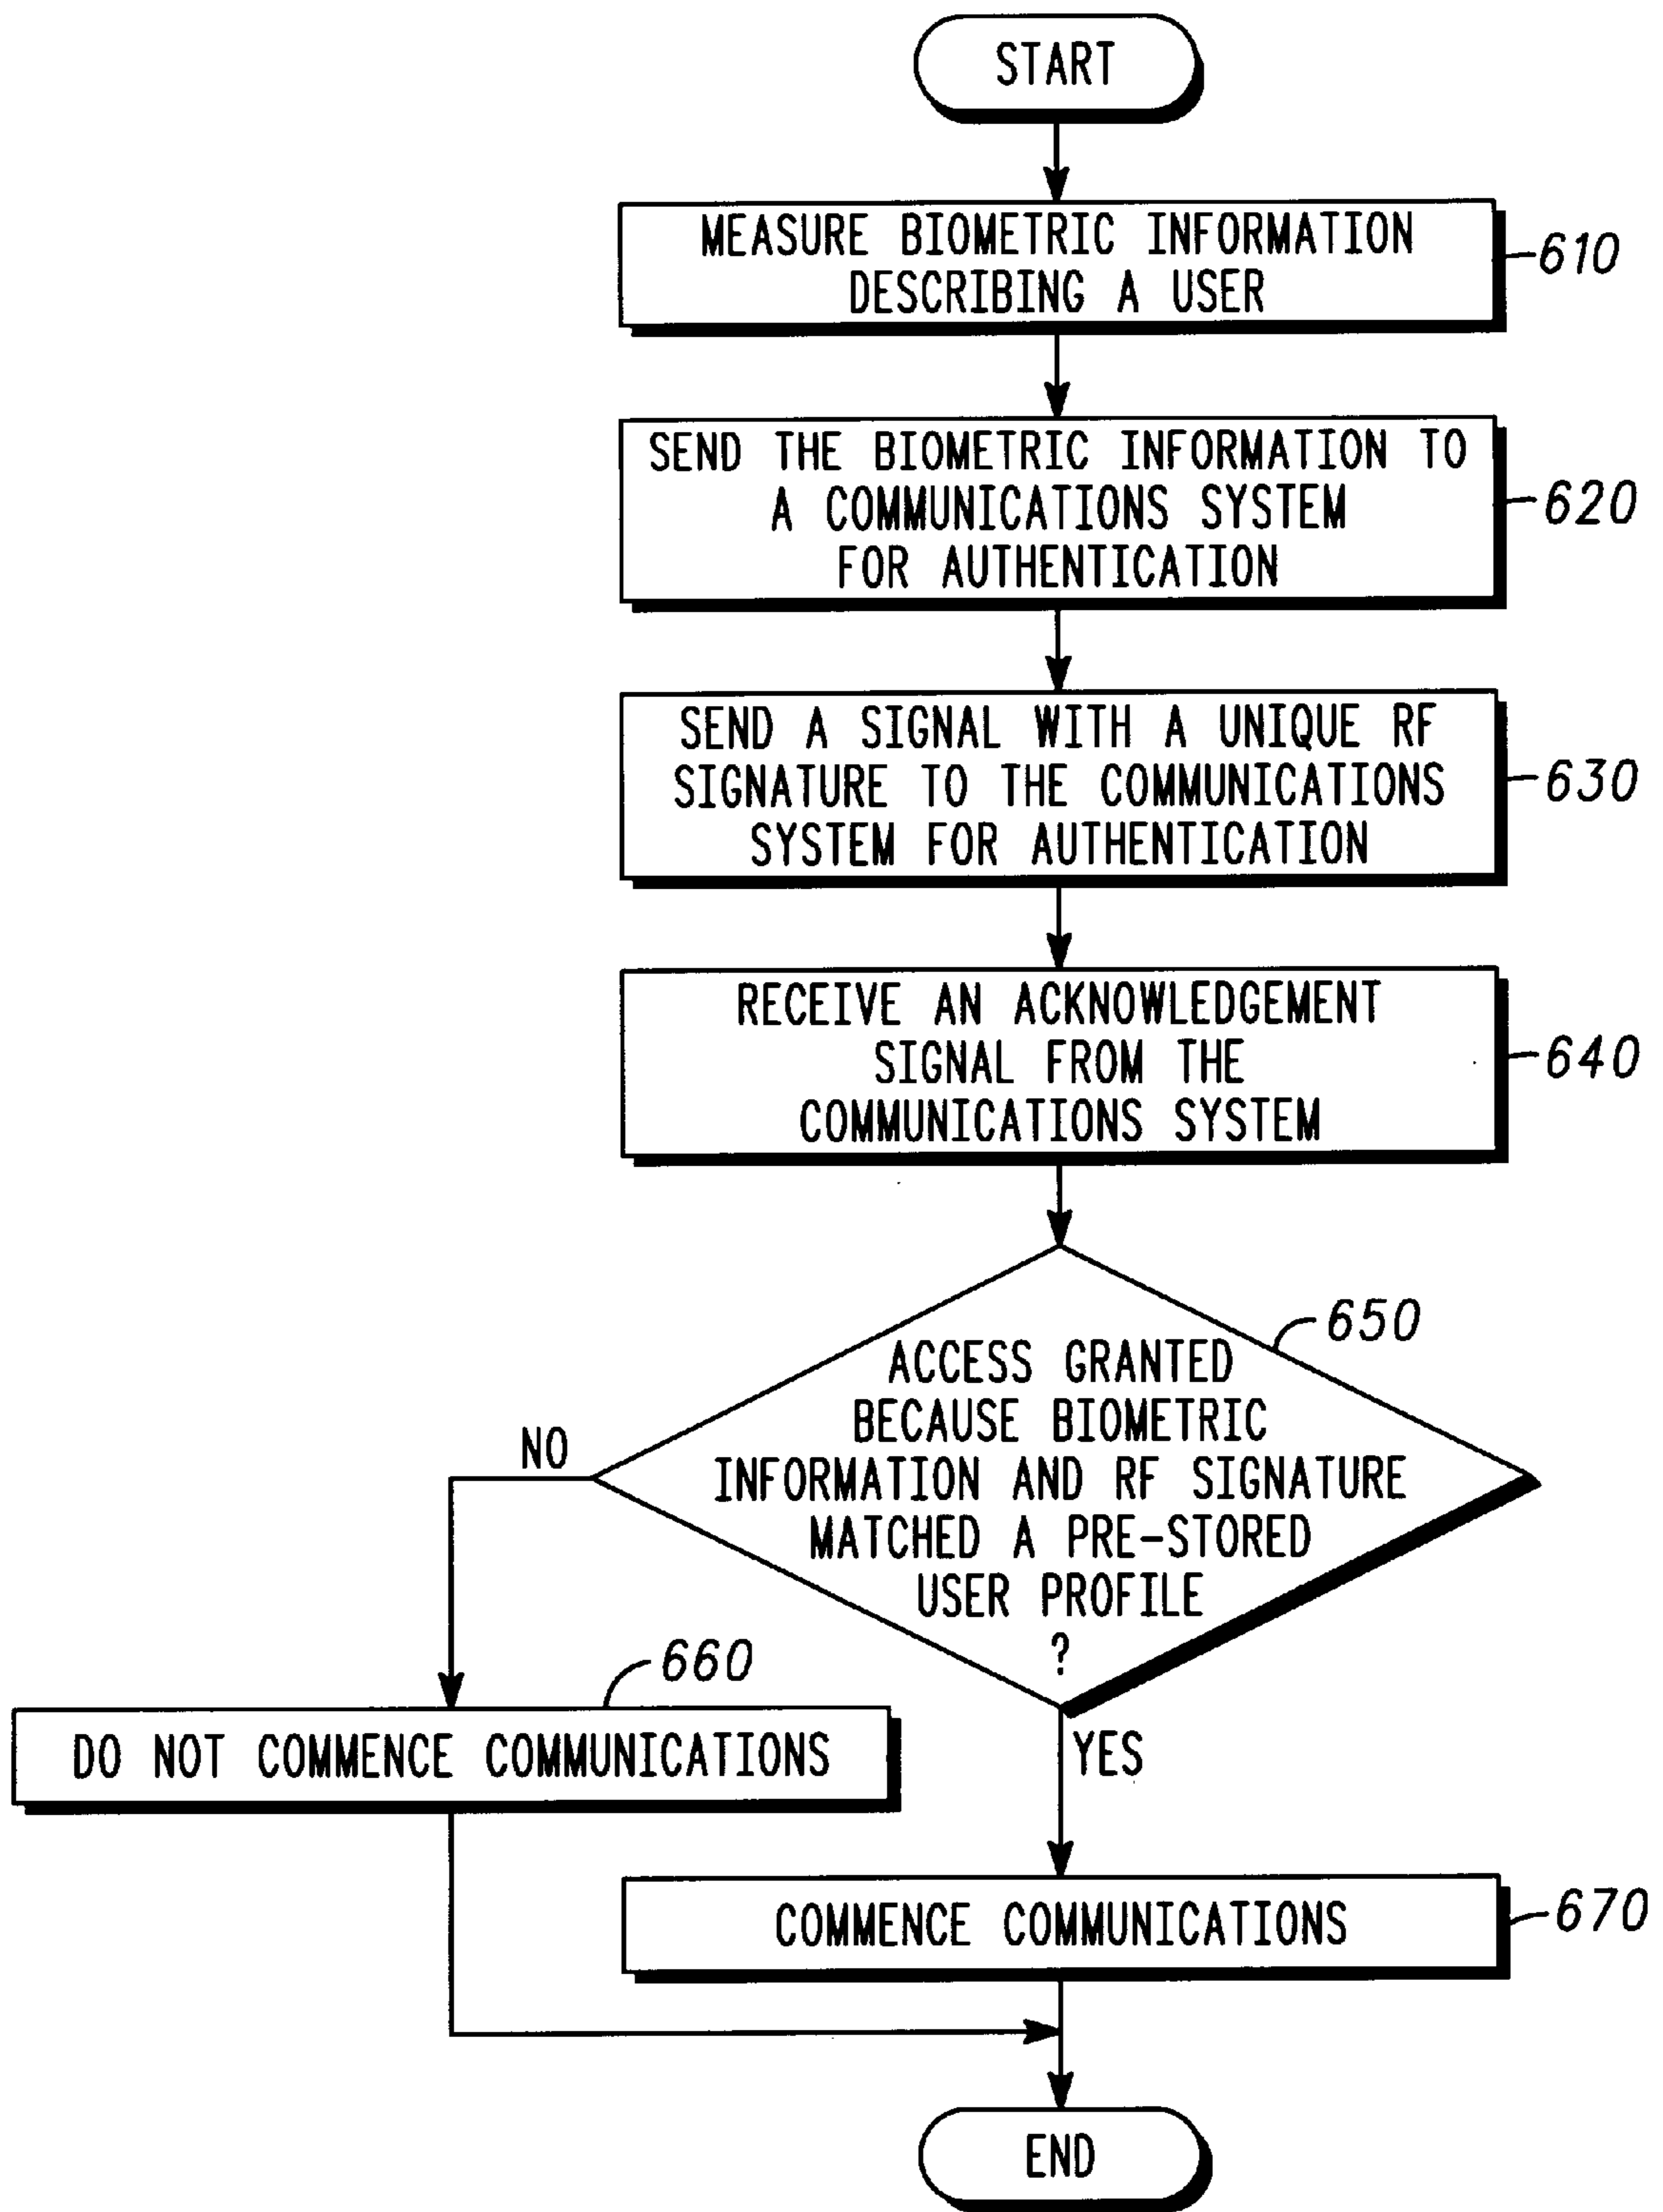 START
MEASURE BIOMETRIC INFORMATION
DESCRIBING A USER
610
SEND THE BIOMETRIC INFORMATION TO
A COMMUNICATIONS SYSTEM
FOR AUTHENTICATION
620
SEND A SIGNAL WITH A UNIQUE RF
SIGNATURE TO THE COMMUNICATIONS
SYSTEM FOR AUTHENTICATION
630
RECEIVE AN ACKNOWLEDGEMENT
SIGNAL FROM THE
COMMUNICATIONS SYSTEM
640
650
ACCESS GRANTED
BECAUSE BIOMETRIC
INFORMATION AND RF SIGNATURE
MATCHED A PRE-STORED
USER PROFILE
?
NO
660
DO NOT COMMENCE COMMUNICATIONS
YES
COMMENCE COMMUNICATIONS
670
END